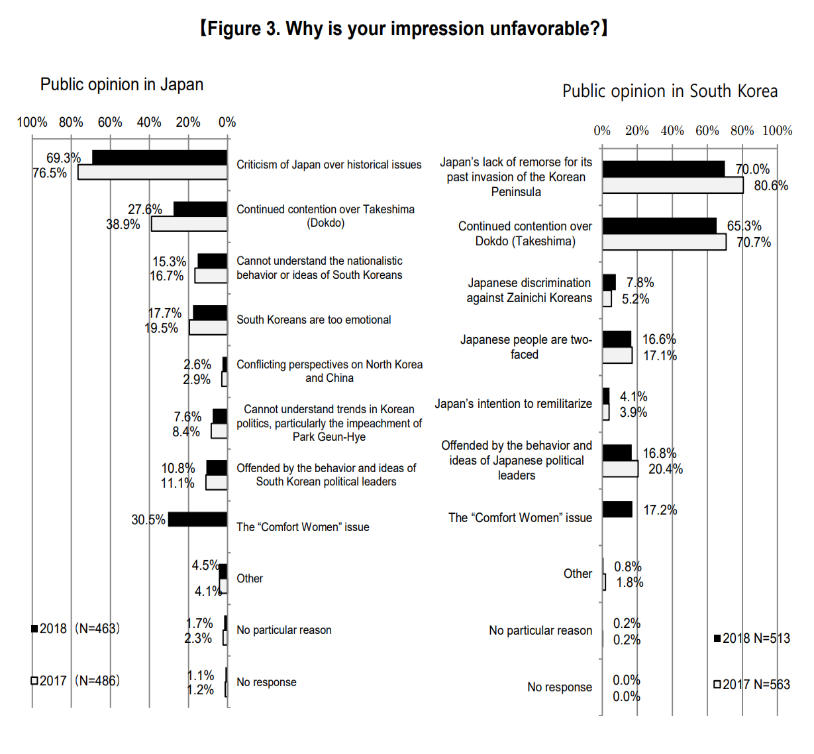 【Figure 3. Why is your impression unfavorable?】
Public opinion in Japan
100% 80% 60% 40% 20% 0%
69.3%
76.5%
Criticism of Japan over historical issues
27.6%
38.9%
Continued contention over Takeshima
(Dokdo)
15.3%
16.7%
Cannot understand the nationalistic
behavior or ideas of South Koreans
17.7%
19.5%
South Koreans are too emotional
2.6%
2.9%
Conflicting perspectives on North Korea
and China
7.6%
8.4%
Cannot understand trends in Korean
politics, particularly the impeachment of
Park Geun-Hye
10.8%
11.1%
Offended by the behavior and ideas of
South Korean political leaders
30.5%
The “Comfort Women” issue
4.5%
4.1%
Other
1.7%
2.3%
No particular reason
1.1%
1.2%
No response
2018 (N=463)
2017 (N=486)
Public opinion in South Korea
0% 20% 40% 60% 80% 100%
Japan’s lack of remorse for its
past invasion of the Korean
Peninsula
70.0%
80.6%
Continued contention over
Dokdo (Takeshima)
65.3%
70.7%
Japanese discrimination
against Zainichi Koreans
7.8%
5.2%
Japanese people are two-
faced
16.6%
17.1%
Japan’s intention to remilitarize
4.1%
3.9%
Offended by the behavior and
ideas of Japanese political
leaders
16.8%
20.4%
The “Comfort Women” issue
17.2%
Other
0.8%
1.8%
No particular reason
0.2%
0.2%
No response
0.0%
0.0%
2018 N=513
2017 N=563